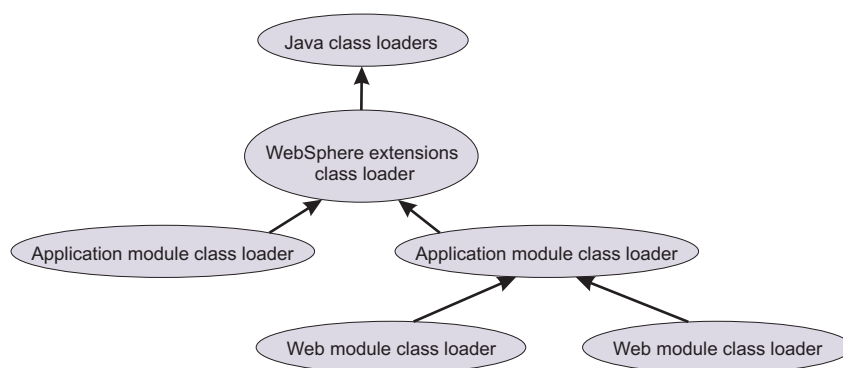 Java class loaders
WebSphere extensions
class loader
Application module class loader
Application module class loader
Web module class loader
Web module class loader